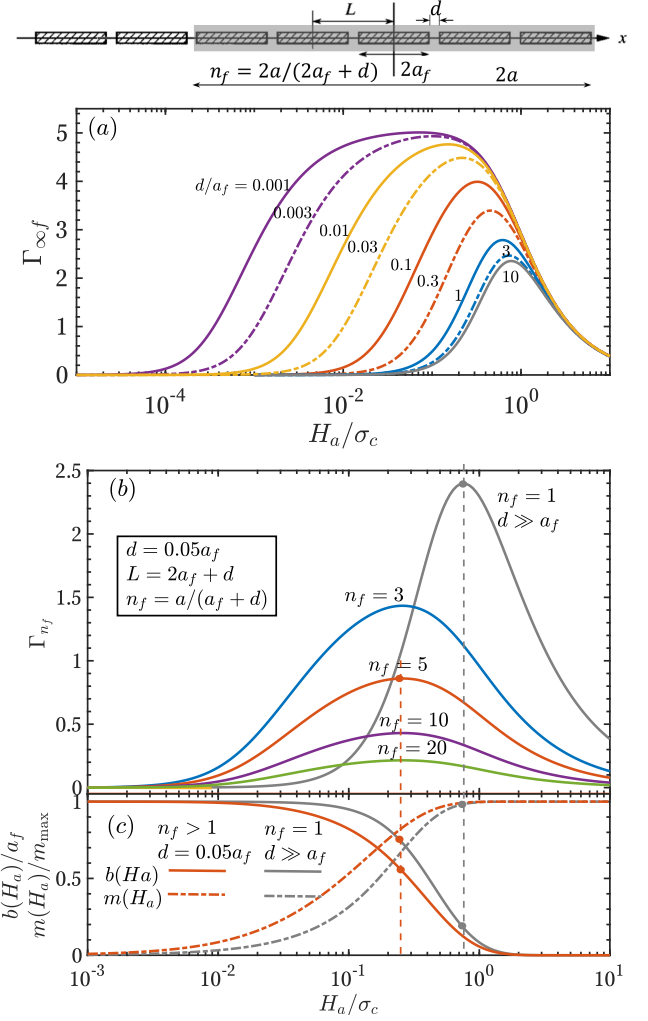 L
d
x
n_f = 2a/(2a_f + d)
2a_f
2a
(a)
Γ_∞f
5
4
3
2
1
0
d/a_f = 0.001
0.003
0.01
0.03
0.1
0.3
1
3
10
10^-4
10^-2
10^0
H_a/σ_c
(b)
Γ_n_f
2.5
2
1.5
1
0.5
0
d = 0.05a_f
L = 2a_f + d
n_f = a/(a_f + d)
n_f = 1
d ≫ a_f
n_f = 3
n_f = 5
n_f = 10
n_f = 20
(c)
b(H_a)/a_f
m(H_a)/m_max
1
0.5
0
n_f > 1
n_f = 1
d = 0.05a_f
d ≫ a_f
b(Ha)
m(H_a)
10^-3
10^-2
10^-1
10^0
10^1
H_a/σ_c